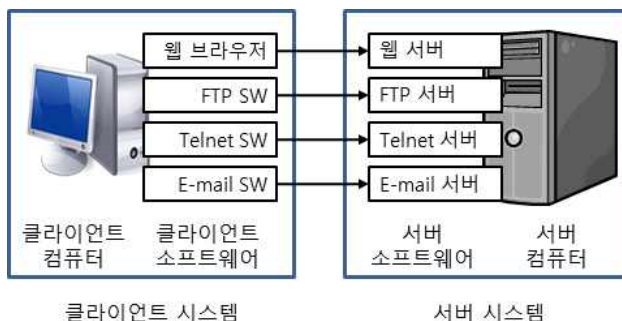 웹 브라우저
웹 서버
FTP SW
FTP 서버
Telnet SW
Telnet 서버
E-mail SW
E-mail 서버
클라이언트
컴퓨터
클라이언트
소프트웨어
서버
소프트웨어
서버
컴퓨터
클라이언트 시스템
서버 시스템